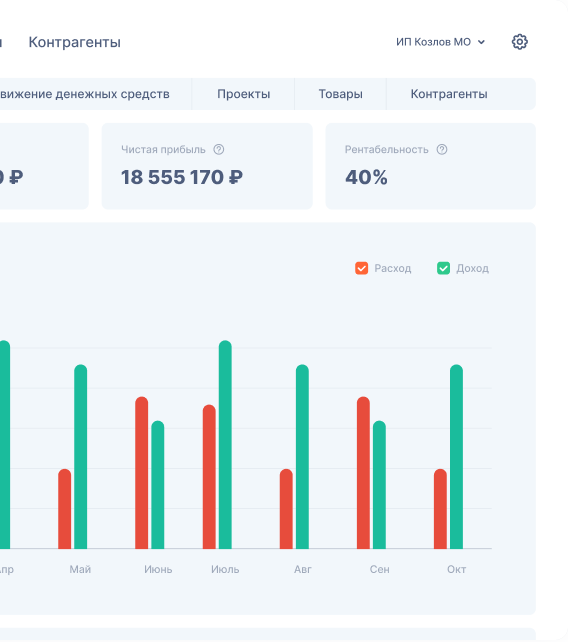 Контрагенты
ИП Козлов МО
вижение денежных средств
Проекты
Товары
Контрагенты
Чистая прибыль
Рентабельность
0 ₽
18 555 170 ₽
40%
Расход
Доход
пр
Май
Июнь
Июль
Авг
Сен
Окт